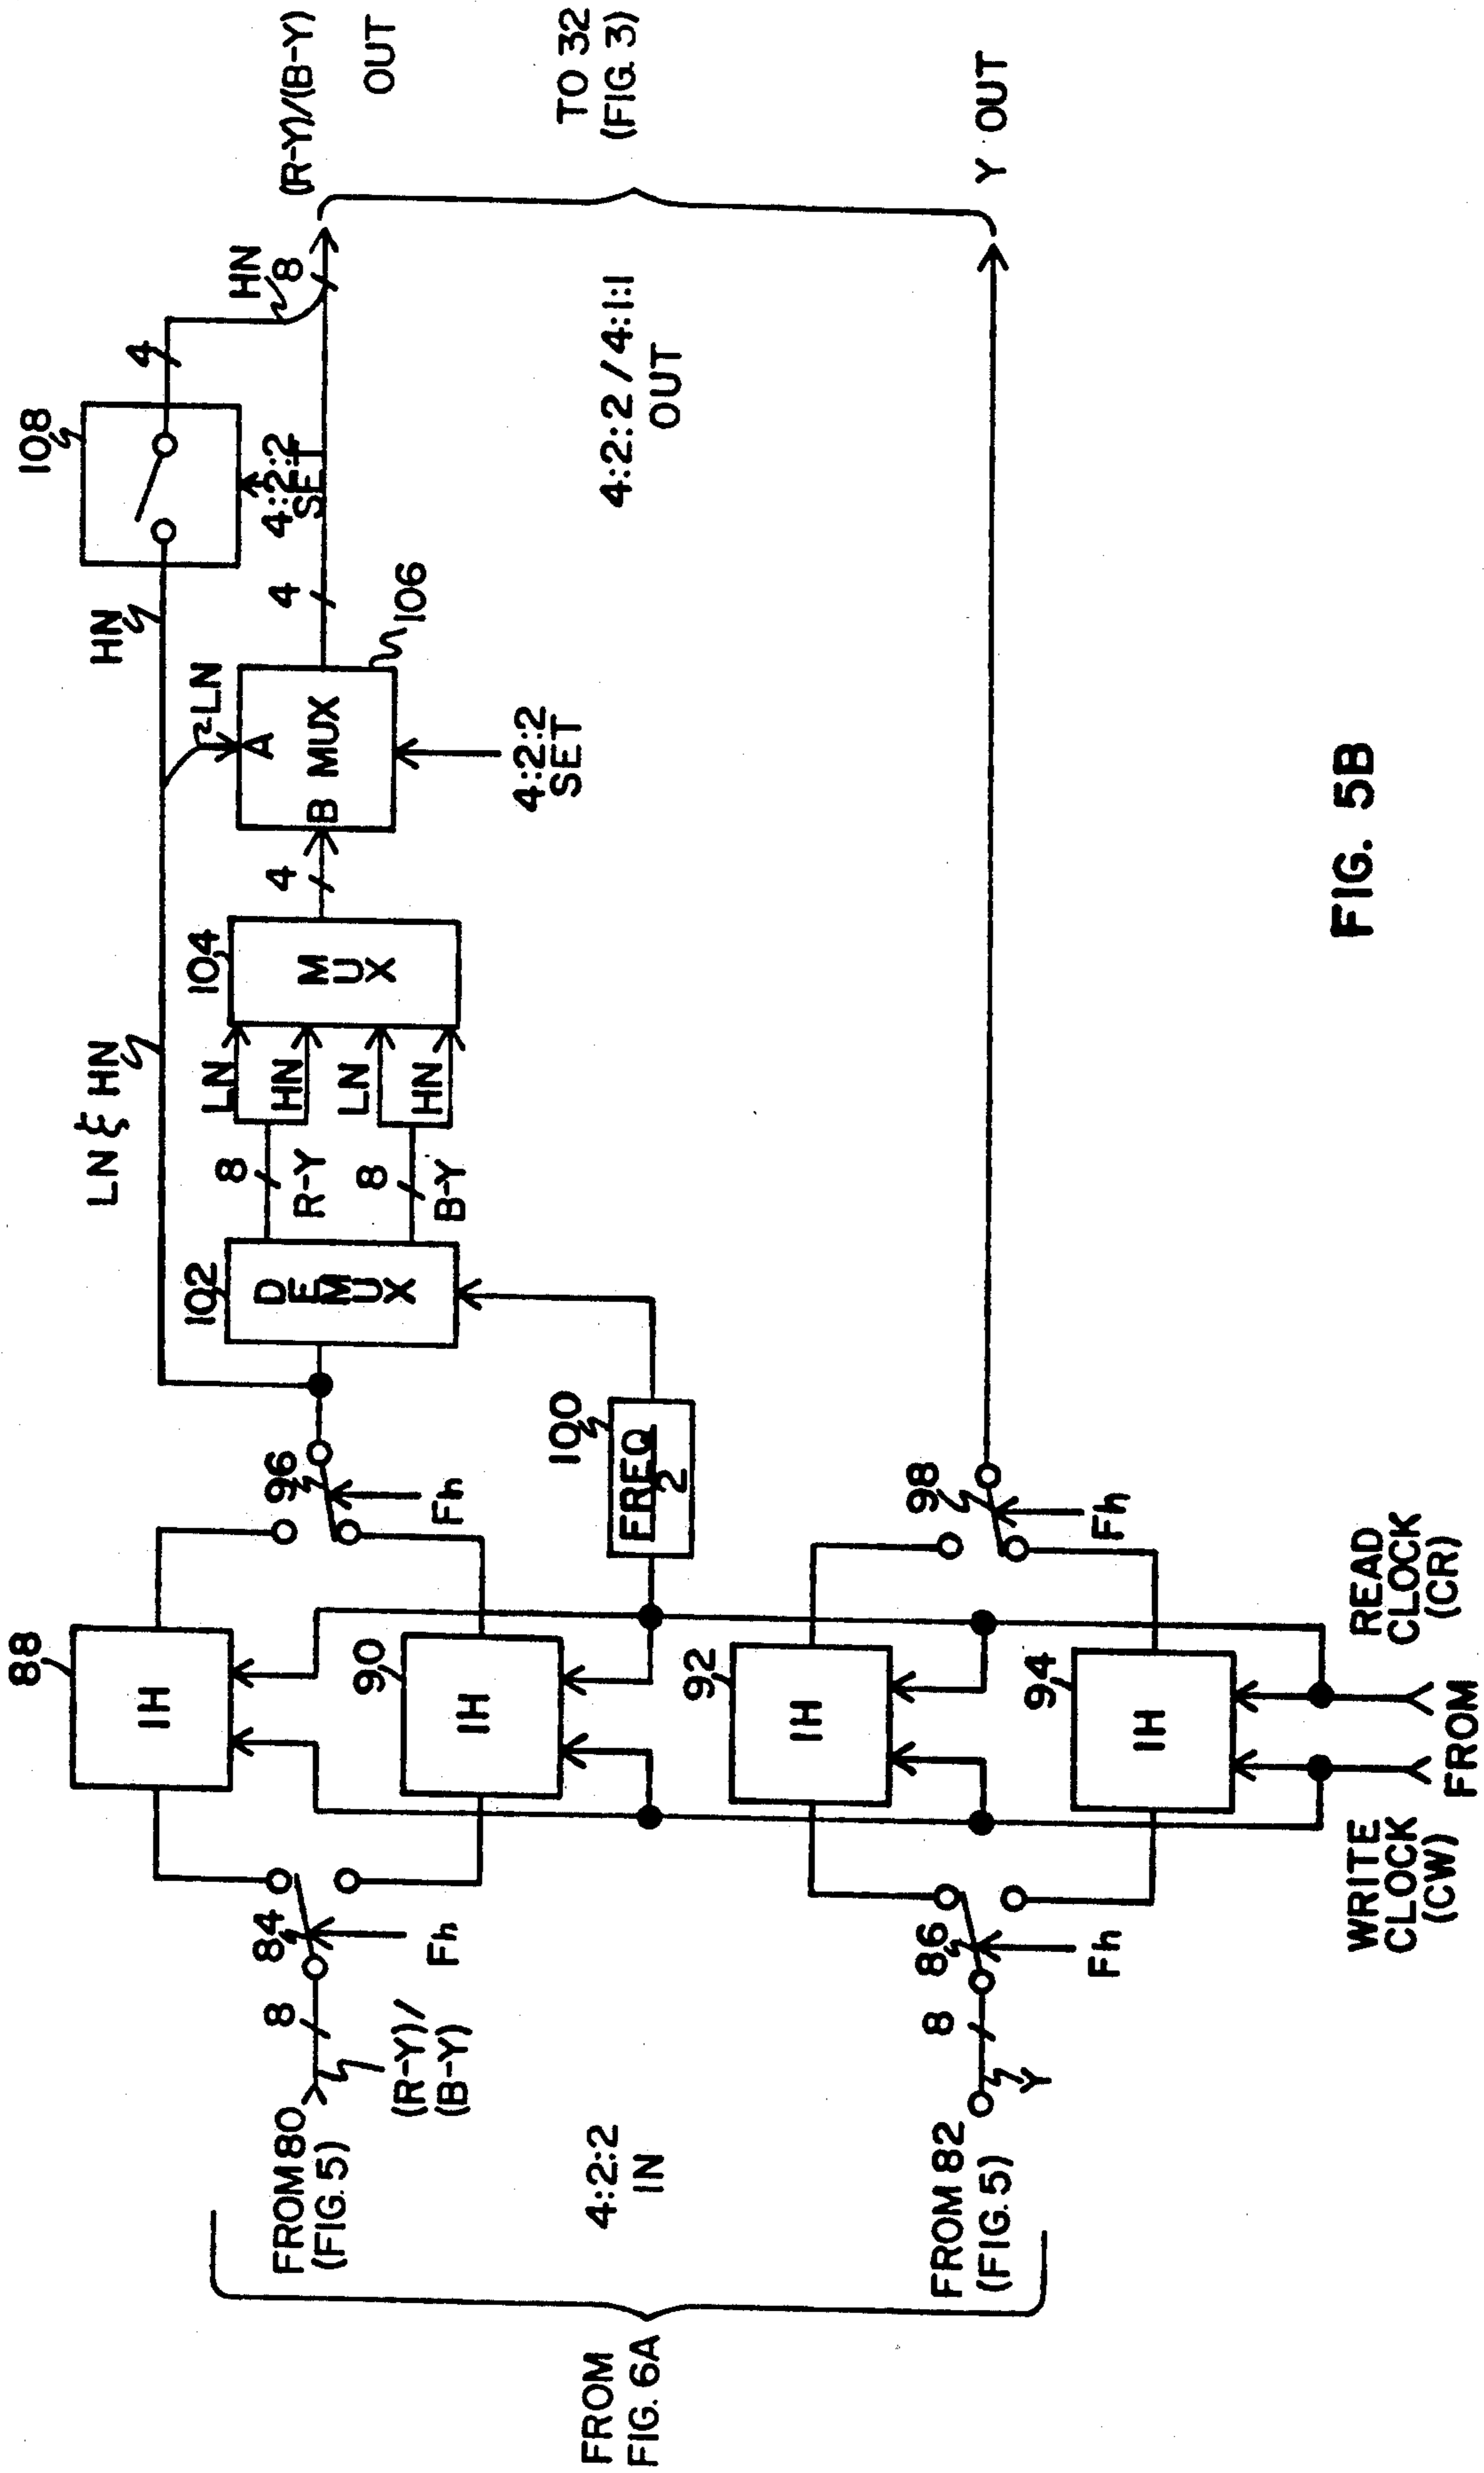 FROM
FIG. 6A
FROM 80
(FIG. 5)
8
(R-Y)/
(B-Y)
84
Fh
4:2:2
IN
FROM 82
(FIG. 5)
8
Y
86
Fh
88
1H
90
1H
92
1H
94
1H
WRITE
CLOCK
(CW)
FROM
READ
CLOCK
(CR)
96
Fh
98
Fh
100
FREQ
2
102
DEMUX
LN & HN
8
R-Y
8
B-Y
LN
HN
LN
HN
104
MUX
4
HN
LN
A
B MUX
106
4:2:2
SET
4
108
4:2:2
SET
4
HN
8
4:2:2 / 4:1:1
OUT
(R-Y)/(B-Y)
OUT
TO 32
(FIG. 3)
Y OUT
FIG. 5B